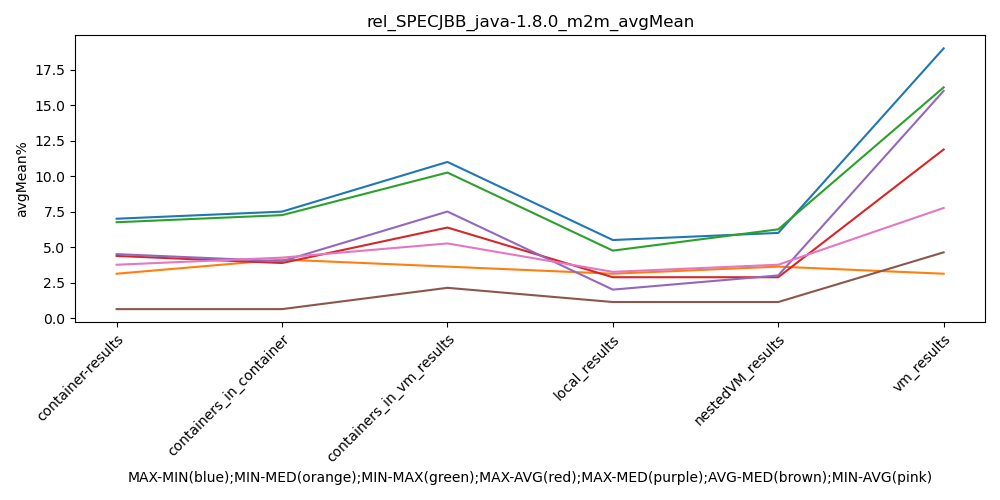 rel_SPECJBB_java-1.8.0_m2m_avgMean
avgMean%
17.5
15.0
12.5
10.0
7.5
5.0
2.5
0.0
container-results
containers_in_container
containers_in_vm_results
local_results
nestedVM_results
vm_results
MAX-MIN(blue);MIN-MED(orange);MIN-MAX(green);MAX-AVG(red);MAX-MED(purple);AVG-MED(brown);MIN-AVG(pink)